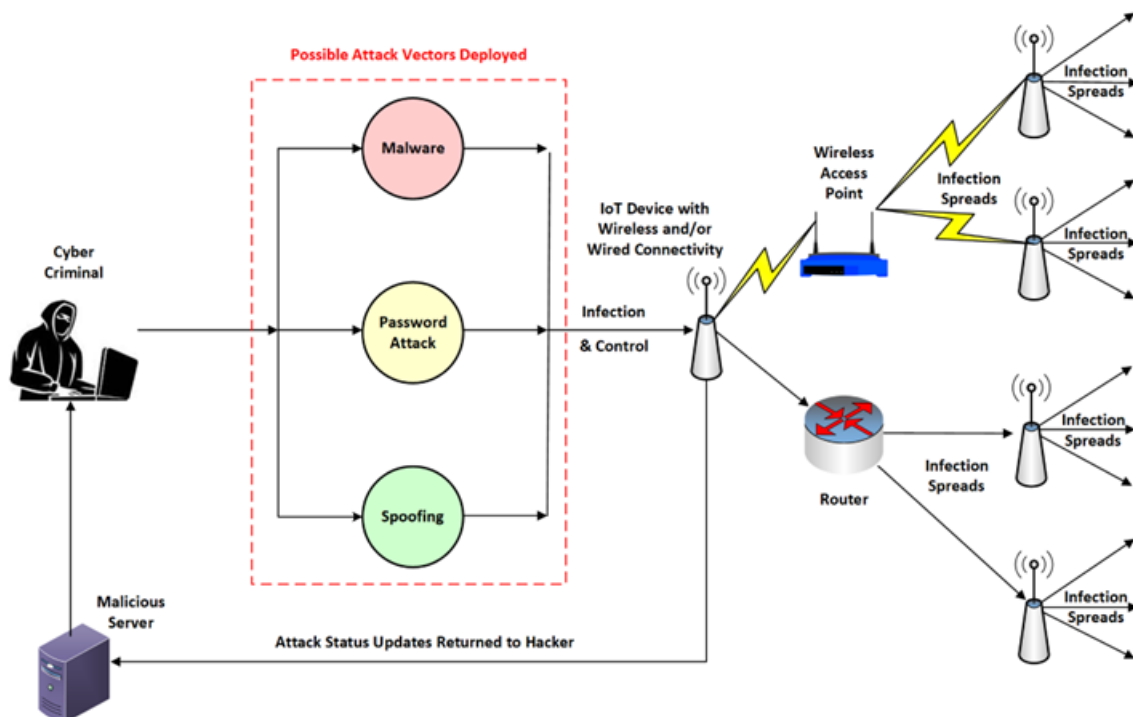 Possible Attack Vectors Deployed
Malware
Password
Attack
Spoofing
Cyber
Criminal
Malicious
Server
Attack Status Updates Returned to Hacker
Infection
& Control
IoT Device with
Wireless and/or
Wired Connectivity
Wireless
Access
Point
Infection
Spreads
Router
Infection
Spreads
Infection
Spreads
Infection
Spreads
Infection
Spreads
Infection
Spreads